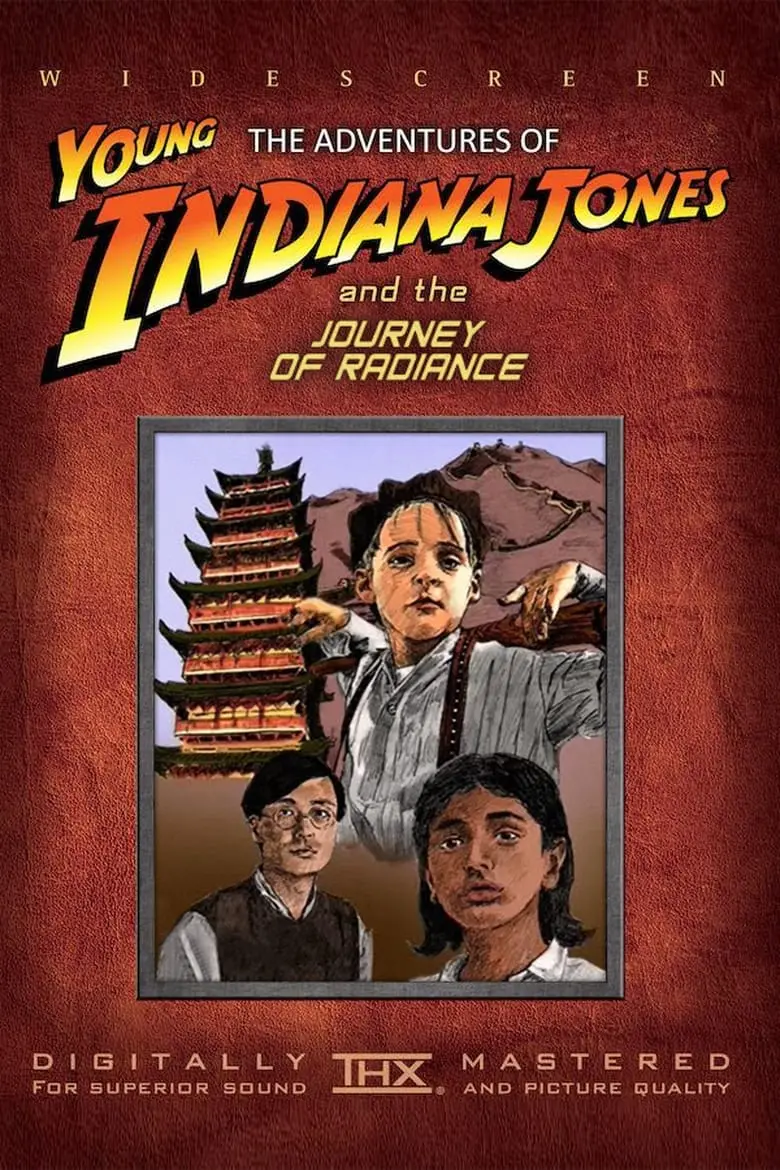 WIDESCREEN
THE ADVENTURES OF
YOUNG
INDIANA JONES
and the
JOURNEY
OF RADIANCE
DIGITALLY THX MASTERED
FOR SUPERIOR SOUND ® AND PICTURE QUALITY